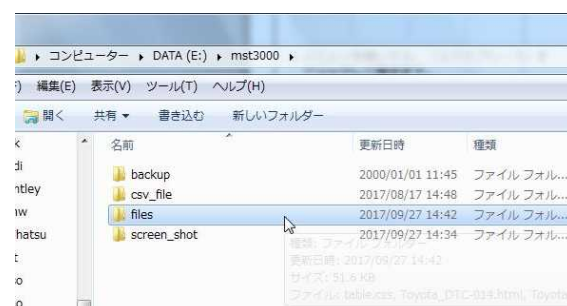 コンピューター ▸ DATA (E:) ▸ mst3000 ▸
) 編集(E) 表示(V) ツール(T) ヘルプ(H)
開く 共有 ▼ 書き込む 新しいフォルダー
名前 更新日時 種類
di
backup 2000/01/01 11:45 ファイル フォル...
ntley
csv_file 2017/08/17 14:48 ファイル フォル...
files 2017/09/27 14:42 ファイル フォル...
hatsu
screen_shot 2017/09/27 14:34 ファイル フォル...
種類: ファイル フォルダー
更新日時: 2017/09/27 14:42
サイズ: 51.6 KB
ファイル: table.css, Toyota_DTC-014.html, Toyota